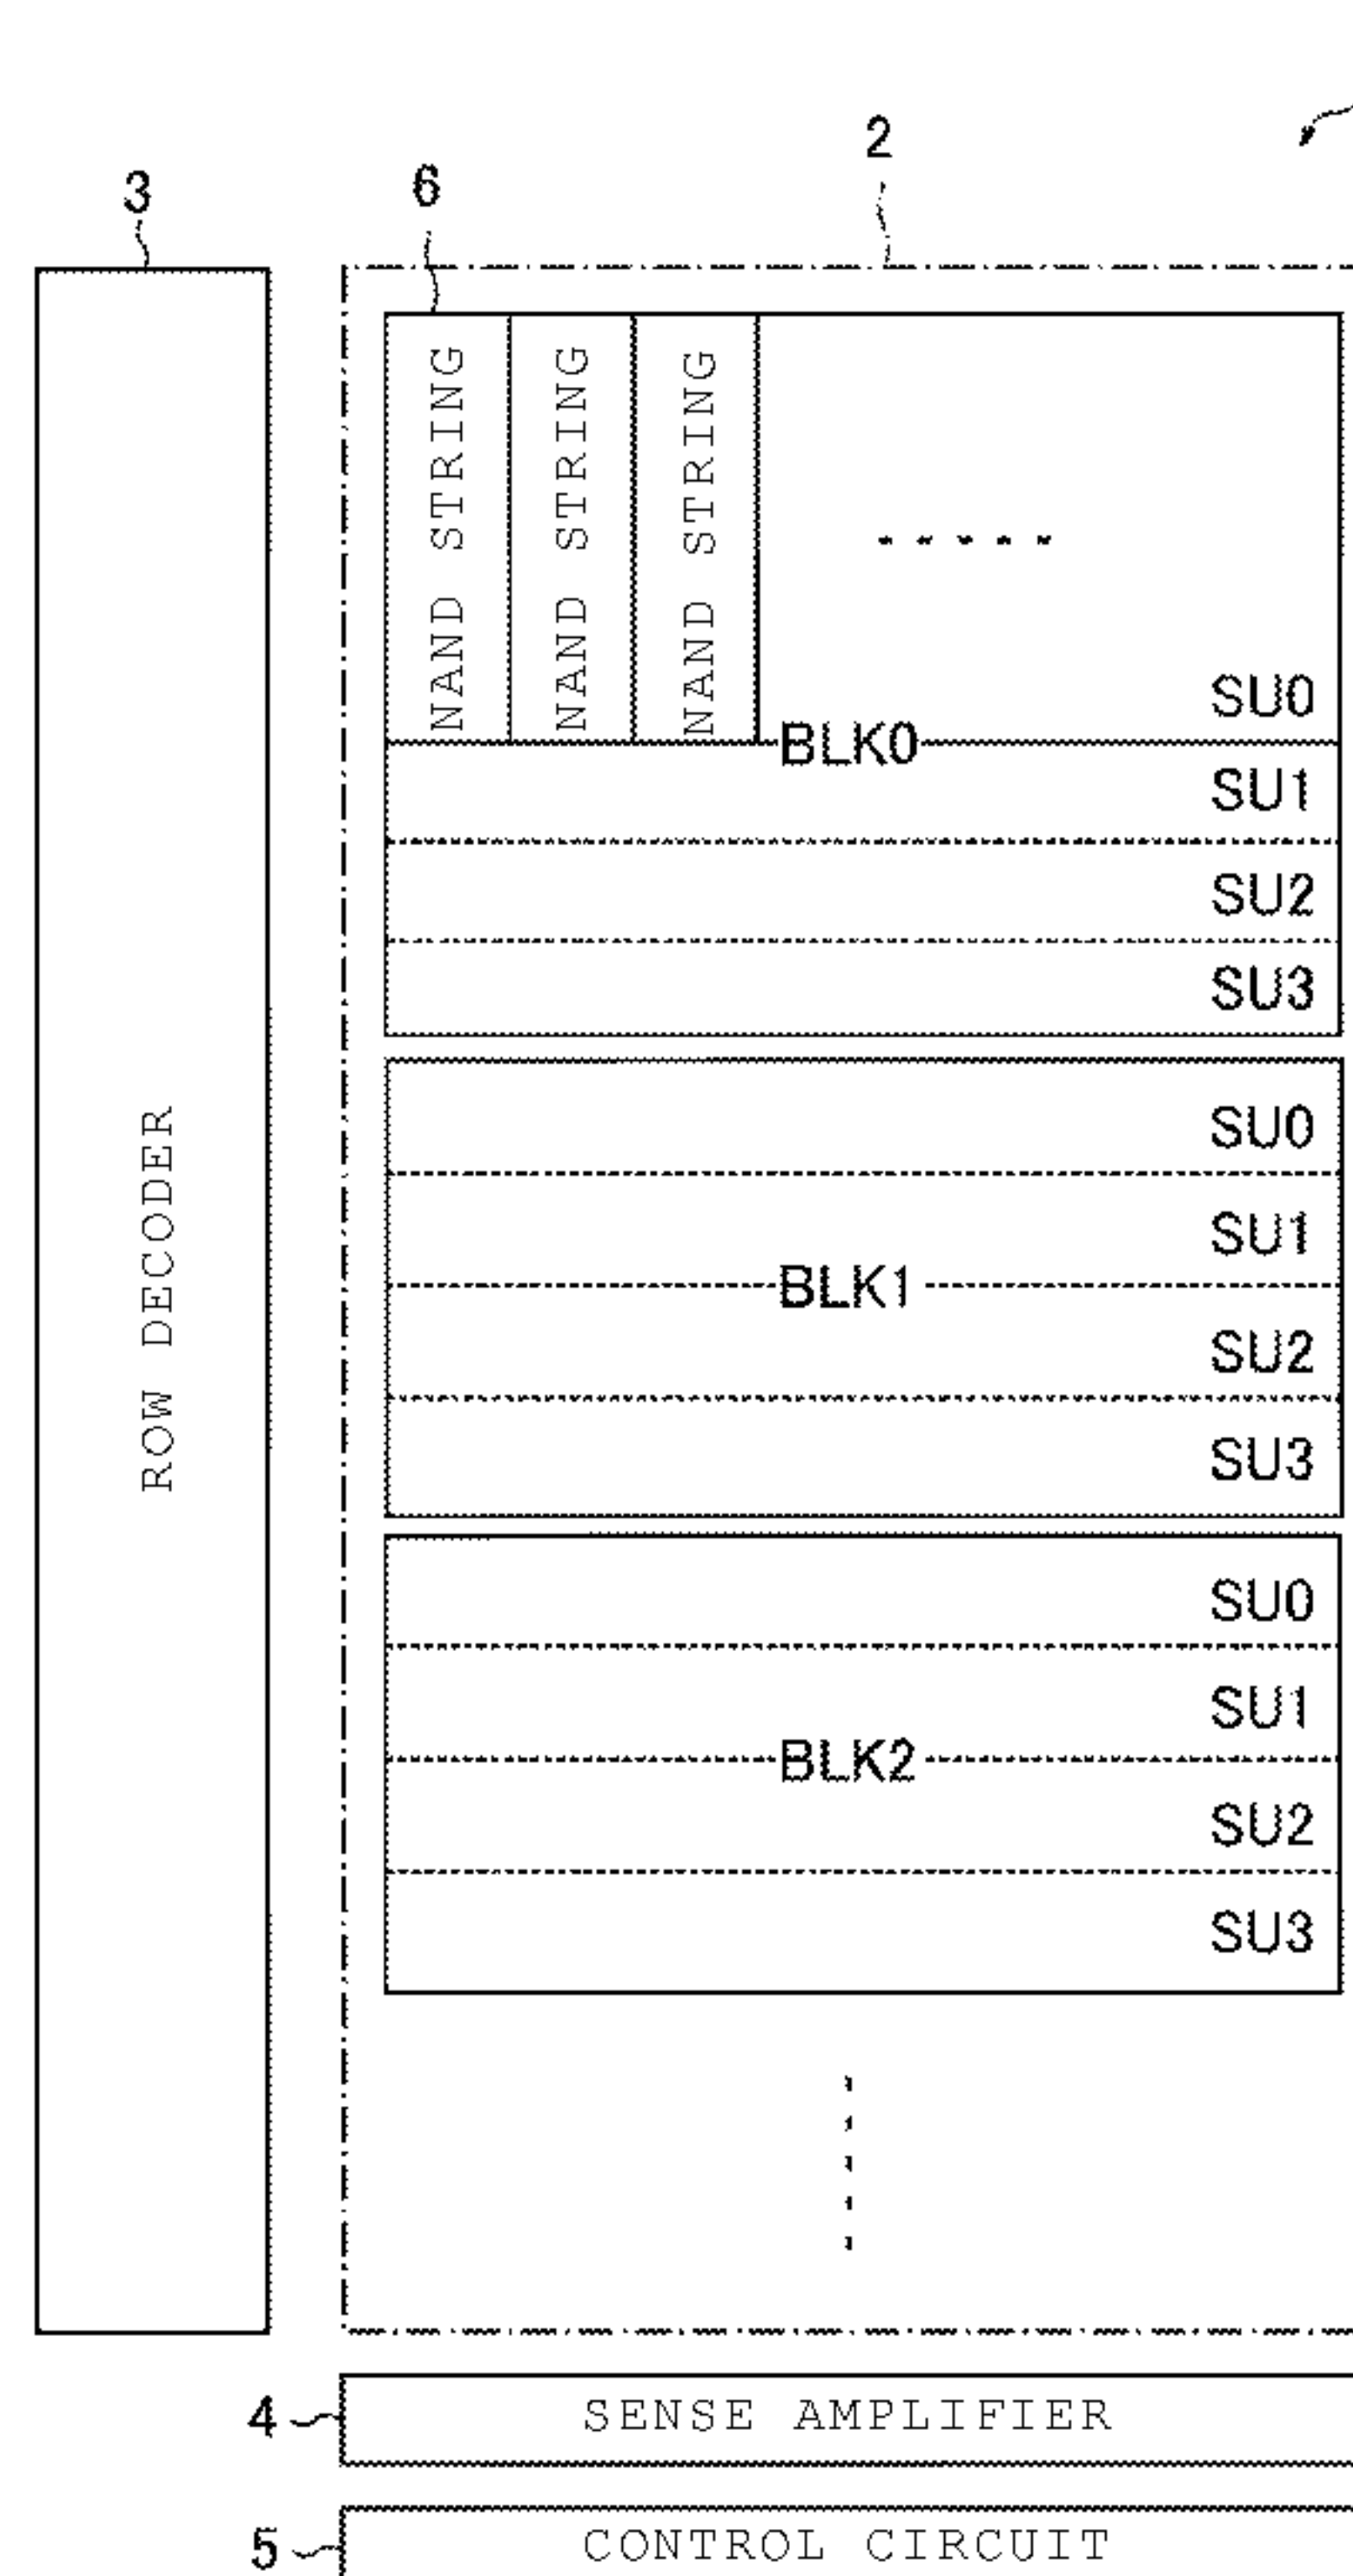 2
3
6
NAND STRING
NAND STRING
NAND STRING
.....
SU0
BLK0
SU1
SU2
SU3
ROW DECODER
SU0
SU1
BLK1
SU2
SU3
SU0
SU1
BLK2
SU2
SU3
4
SENSE AMPLIFIER
5
CONTROL CIRCUIT